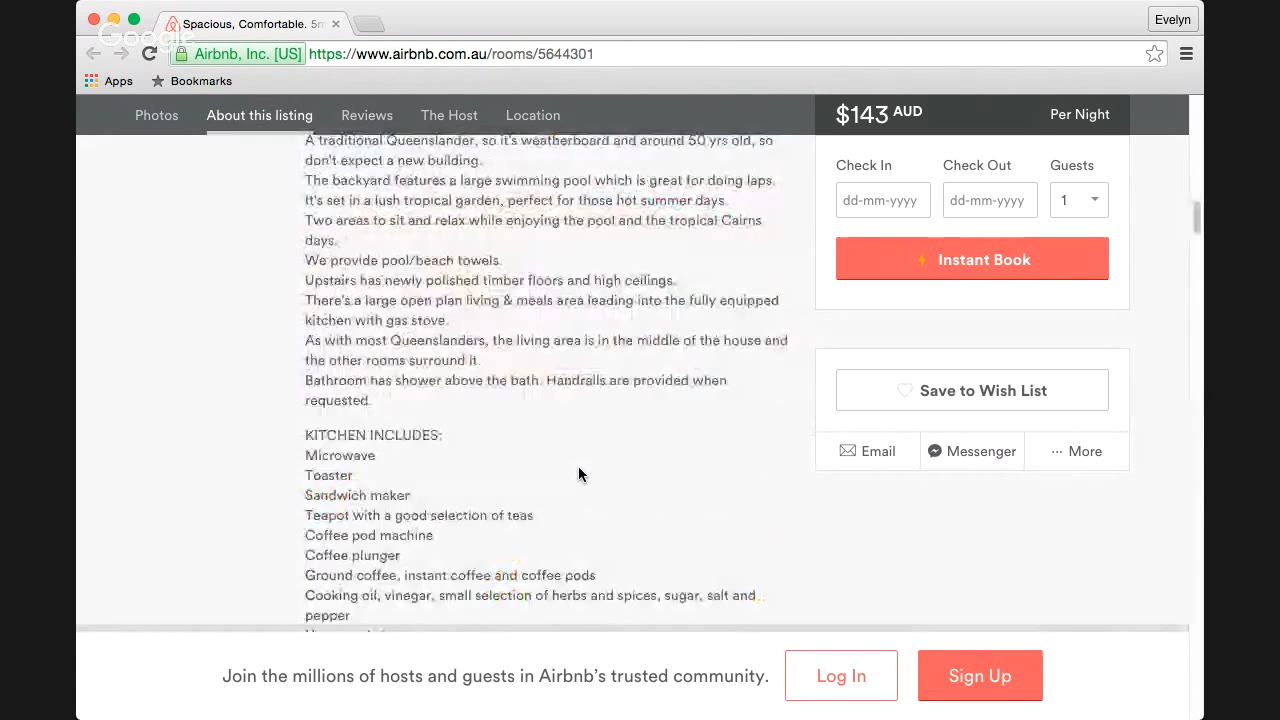 Spacious, Comfortable. 5m
Evelyn
Google
Airbnb, Inc. [US] https://www.airbnb.com.au/rooms/5644301
Apps Bookmarks
Photos About this listing Reviews The Host Location
$143 AUD Per Night
A traditional Queenslander, so it's weatherboard and around 50 yrs old, so
don't expect a new building.
The backyard features a large swimming pool which is great for doing laps.
It's set in a lush tropical garden, perfect for those hot summer days.
Two areas to sit and relax while enjoying the pool and the tropical Cairns
days.
We provide pool/beach towels.
Upstairs has newly polished timber floors and high ceilings.
There's a large open plan living & meals area leading into the fully equipped
kitchen with gas stove.
As with most Queenslanders, the living area is in the middle of the house and
the other rooms surround it.
Bathroom has shower above the bath. Handrails are provided when
requested.
KITCHEN INCLUDES:
Microwave
Toaster
Sandwich maker
Teapot with a good selection of teas
Coffee pod machine
Coffee plunger
Ground coffee, instant coffee and coffee pods
Cooking oil, vinegar, small selection of herbs and spices, sugar, salt and
pepper
Check In Check Out Guests
dd-mm-yyyy dd-mm-yyyy 1
Instant Book
Save to Wish List
Email Messenger ··· More
Join the millions of hosts and guests in Airbnb's trusted community.
Log In
Sign Up